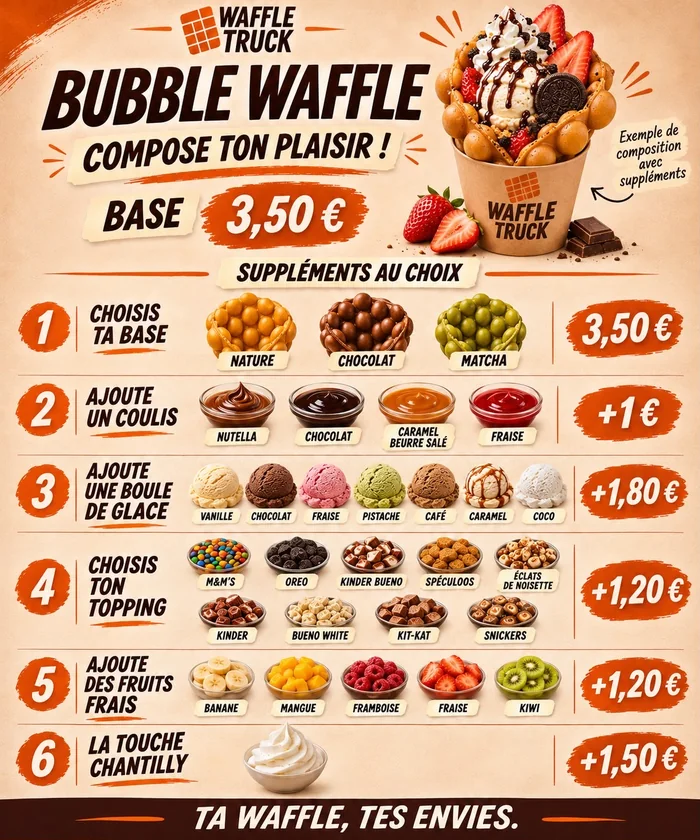 WAFFLE
TRUCK
BUBBLE WAFFLE
COMPOSE TON PLAISIR !
BASE 3,50 €
Exemple de
composition
avec
suppléments
WAFFLE
TRUCK
SUPPLÉMENTS AU CHOIX
1 CHOISIS
TA BASE
NATURE CHOCOLAT MATCHA
3,50 €
2 AJOUTE
UN COULIS
NUTELLA CHOCOLAT CARAMEL
BEURRE SALÉ FRAISE
+1 €
3 AJOUTE
UNE BOULE
DE GLACE
VANILLE CHOCOLAT FRAISE PISTACHE CAFÉ CARAMEL COCO
+1,80 €
4 CHOISIS
TON
TOPPING
M&M'S OREO KINDER BUENO SPÉCULOOS ÉCLATS
DE NOISETTE
KINDER BUENO WHITE KIT-KAT SNICKERS
+1,20 €
5 AJOUTE
DES FRUITS
FRAIS
BANANE MANGUE FRAMBOISE FRAISE KIWI
+1,20 €
6 LA TOUCHE
CHANTILLY
+1,50 €
TA WAFFLE, TES ENVIES.